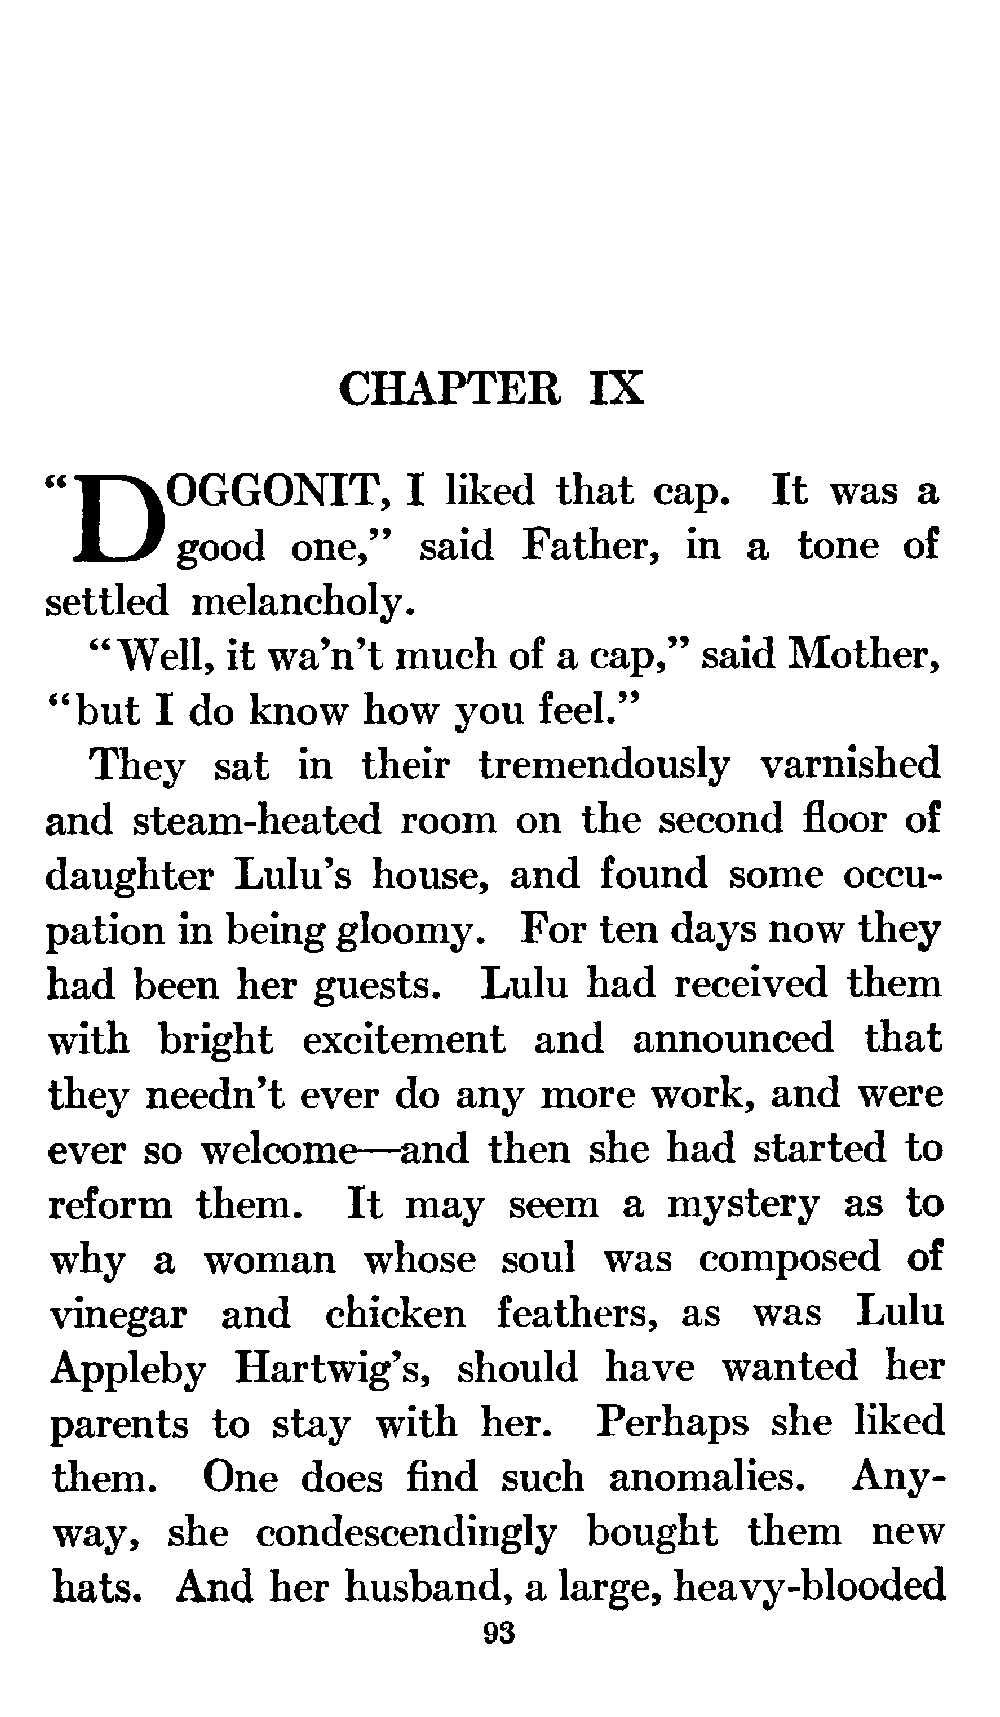 CHAPTER IX
“DOGGONIT, I liked that cap. It was a
good one,” said Father, in a tone of
settled melancholy.
“Well, it wa’n’t much of a cap,” said Mother,
“but I do know how you feel.”
They sat in their tremendously varnished
and steam-heated room on the second floor of
daughter Lulu’s house, and found some occu-
pation in being gloomy. For ten days now they
had been her guests. Lulu had received them
with bright excitement and announced that
they needn’t ever do any more work, and were
ever so welcome—and then she had started to
reform them. It may seem a mystery as to
why a woman whose soul was composed of
vinegar and chicken feathers, as was Lulu
Appleby Hartwig’s, should have wanted her
parents to stay with her. Perhaps she liked
them. One does find such anomalies. Any-
way, she condescendingly bought them new
hats. And her husband, a large, heavy-blooded
93